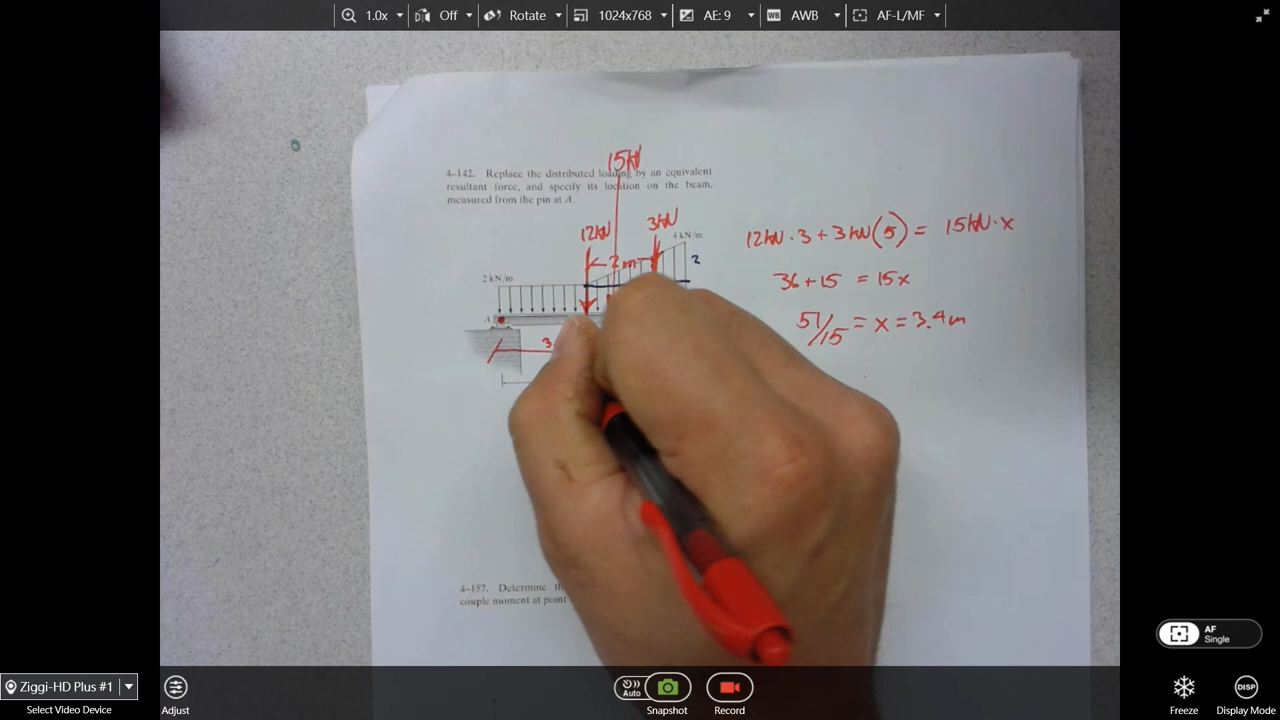 1.0x Off Rotate 1024x768 AE: 9 AWB AF-L/MF
15kN
4–142. Replace the distributed loading by an equivalent
resultant force, and specify its location on the beam,
measured from the pin at A.
12kN 3kN
4 kN/m
2 m 2
2 kN/m
A
3
12kN·3 + 3kN(5) = 15kN·x
36+15 = 15x
51/15 = x = 3.4m
4–157. Determine
couple moment at point
AF
Single
Ziggi-HD Plus #1
Select Video Device
Adjust
Auto
Snapshot
Record
Freeze
DISP
Display Mode